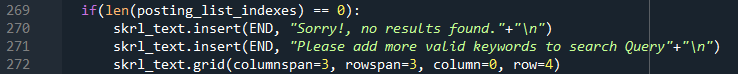 269 if(len(posting_list_indexes) == 0):
270 skrl_text.insert(END, "Sorry!, no results found."+"\n")
271 skrl_text.insert(END, "Please add more valid keywords to search Query"+"\n")
272 skrl_text.grid(columnspan=3, rowspan=3, column=0, row=4)